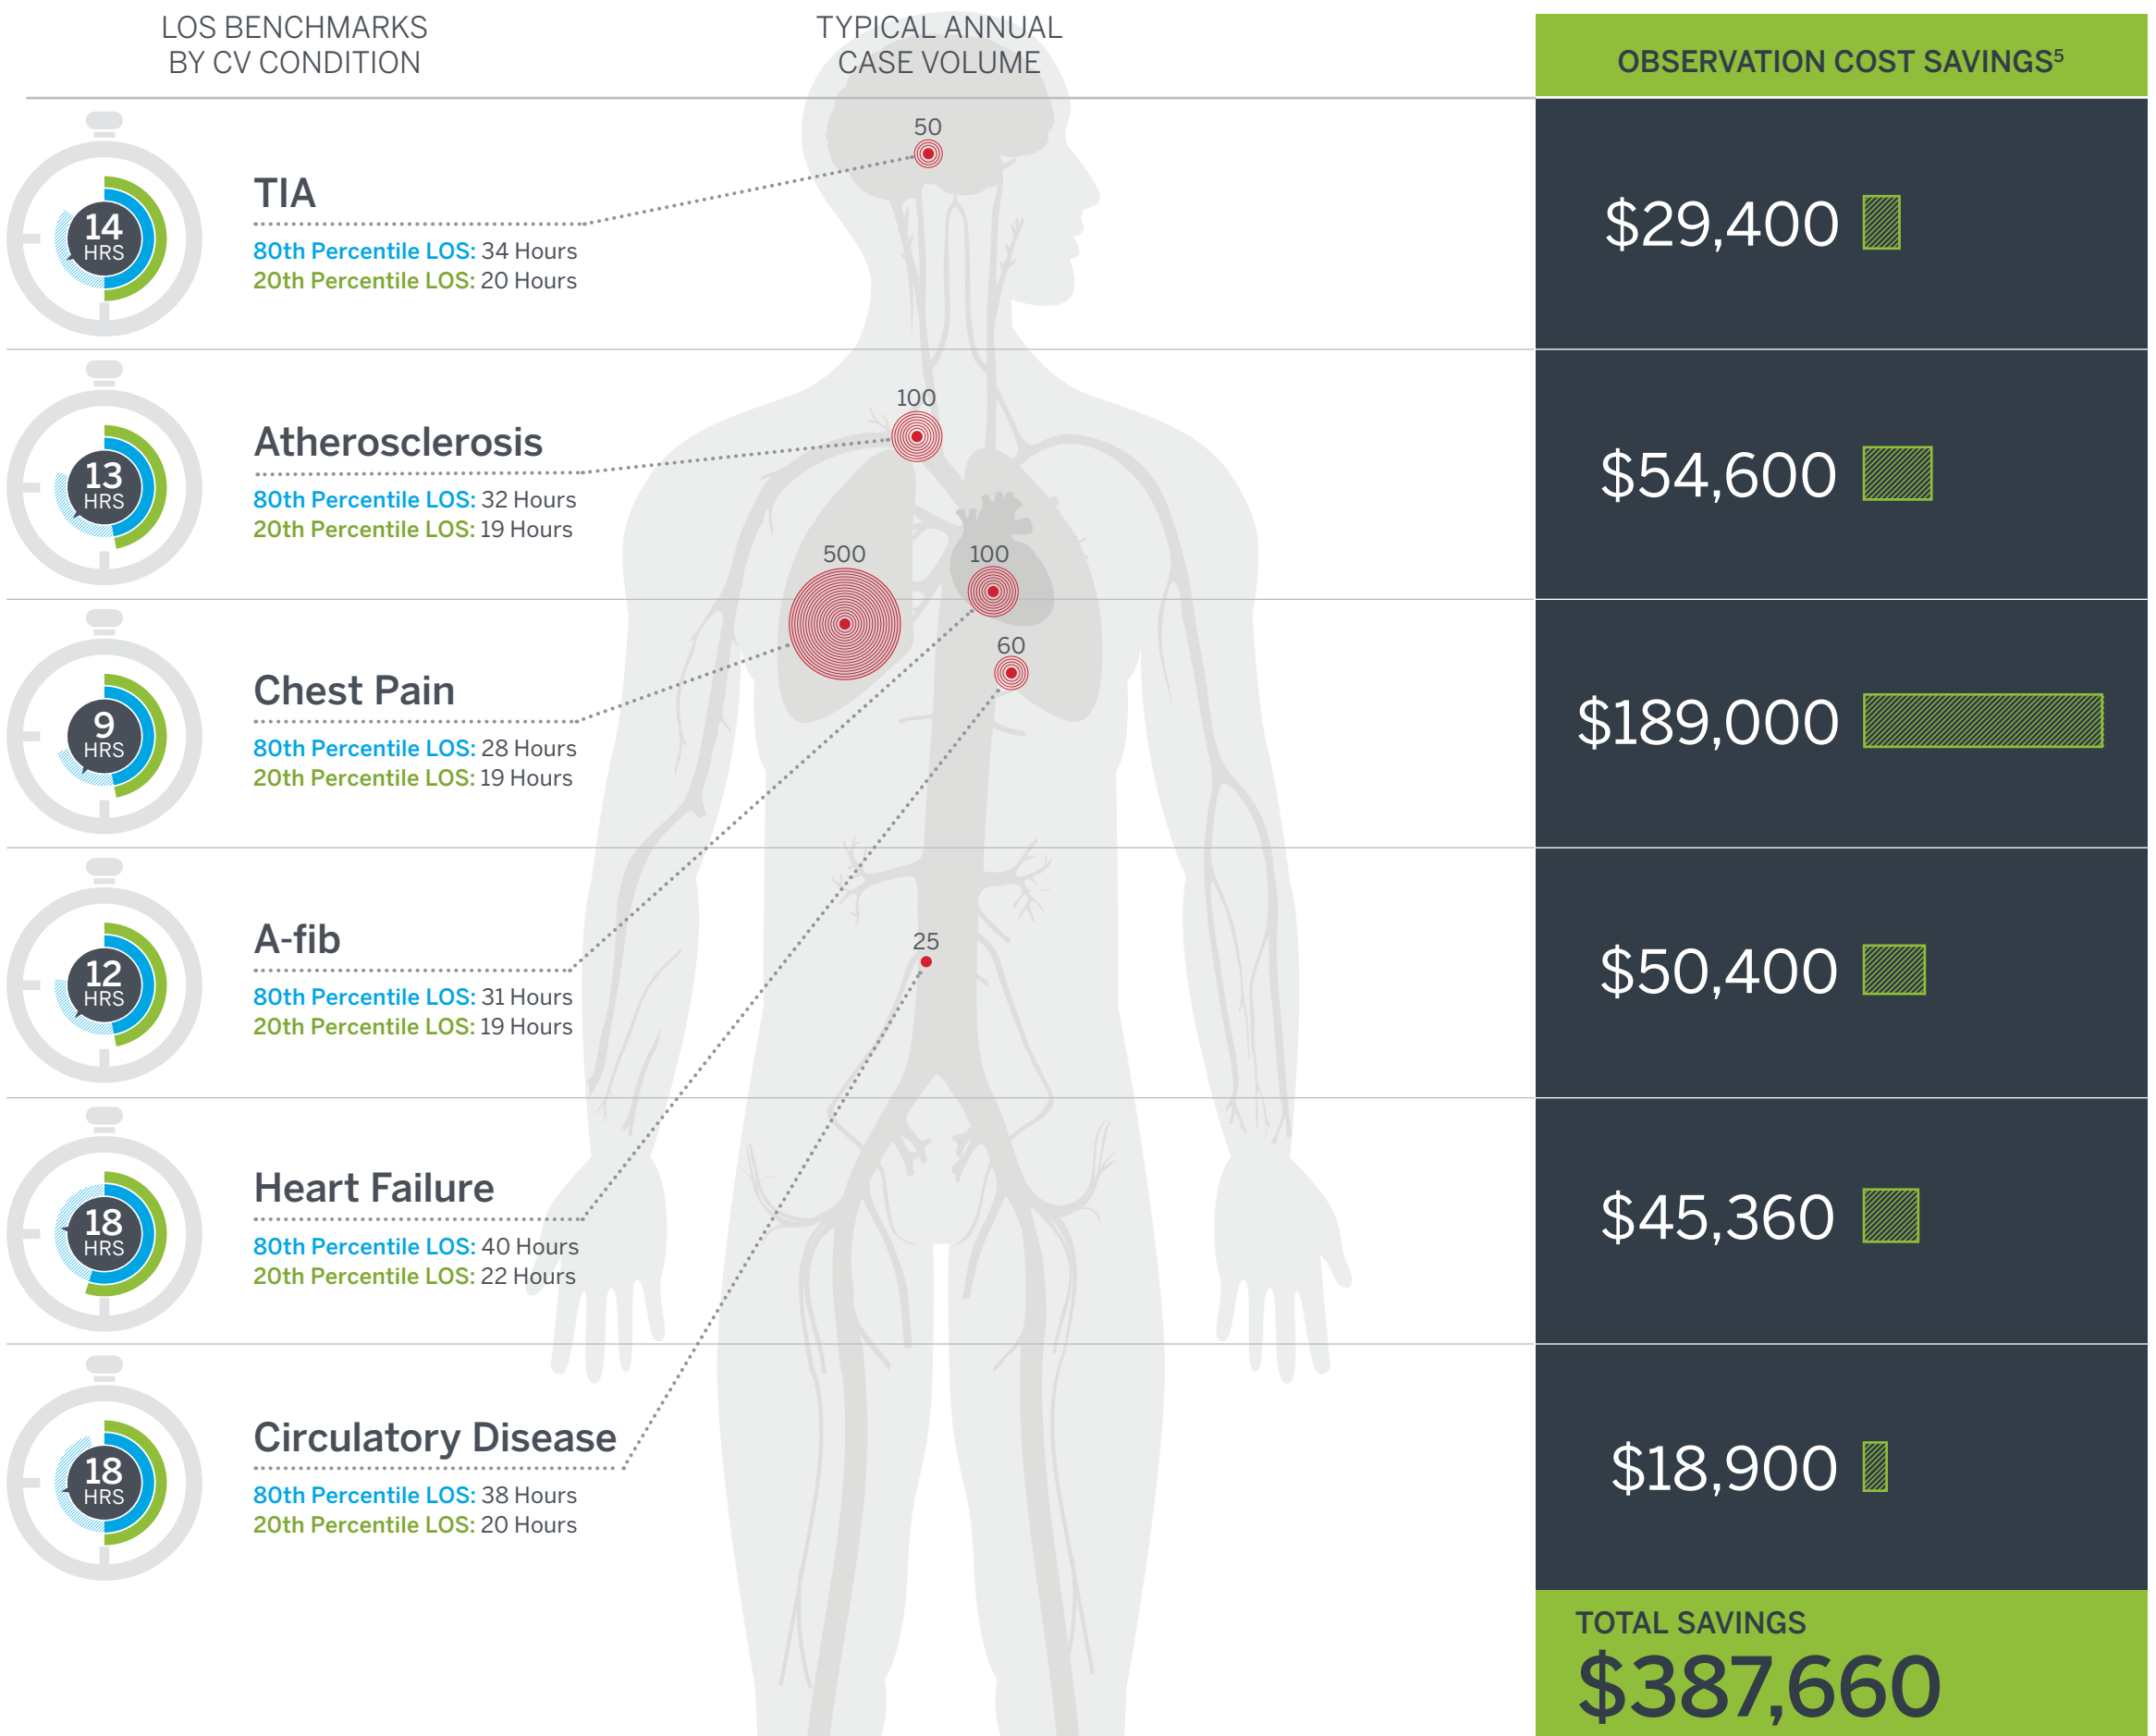 LOS BENCHMARKS
BY CV CONDITION
TYPICAL ANNUAL
CASE VOLUME
OBSERVATION COST SAVINGS⁵
14
HRS
TIA
80th Percentile LOS: 34 Hours
20th Percentile LOS: 20 Hours
50
$29,400
13
HRS
Atherosclerosis
80th Percentile LOS: 32 Hours
20th Percentile LOS: 19 Hours
100
$54,600
9
HRS
Chest Pain
80th Percentile LOS: 28 Hours
20th Percentile LOS: 19 Hours
500
$189,000
12
HRS
A-fib
80th Percentile LOS: 31 Hours
20th Percentile LOS: 19 Hours
100
$50,400
18
HRS
Heart Failure
80th Percentile LOS: 40 Hours
20th Percentile LOS: 22 Hours
60
$45,360
18
HRS
Circulatory Disease
80th Percentile LOS: 38 Hours
20th Percentile LOS: 20 Hours
25
$18,900
TOTAL SAVINGS
$387,660